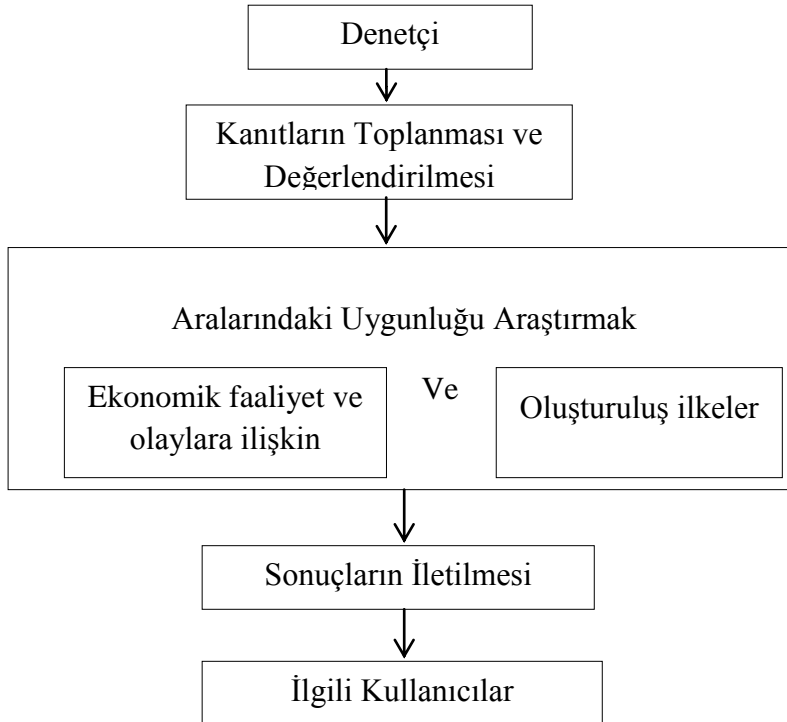 Denetçi
Kanıtların Toplanması ve
Değerlendirilmesi
Aralarındaki Uygunluğu Araştırmak
Ekonomik faaliyet ve
olaylara ilişkin
Ve
Oluşturuluş ilkeler
Sonuçların İletilmesi
İlgili Kullanıcılar